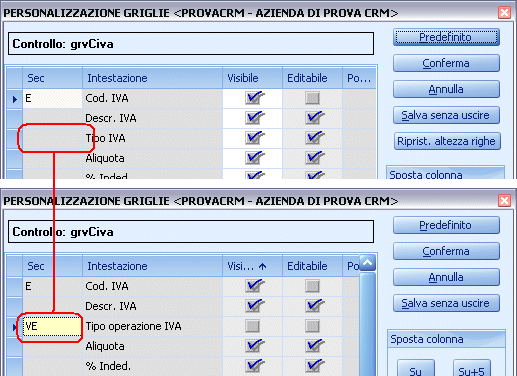 PERSONALIZZAZIONE GRIGLIE <PROVACRM - AZIENDA DI PROVA CRM>
Controllo: grvCiva
Predefinito
Conferma
Annulla
Salva senza uscire
Riprist. altezza righe
Sposta colonna
Sec Intestazione Visibile Editabile Po...
E Cod. IVA
Descr. IVA
Tipo IVA
Aliquota
% Inded.
PERSONALIZZAZIONE GRIGLIE <PROVACRM - AZIENDA DI PROVA CRM>
Controllo: grvCiva
Predefinito
Conferma
Annulla
Salva senza uscire
Sposta colonna
Su Su+5
Sec Intestazione Visi... Editabile Po
E Cod. IVA
Descr. IVA
VE Tipo operazione IVA
Aliquota
% Inded.